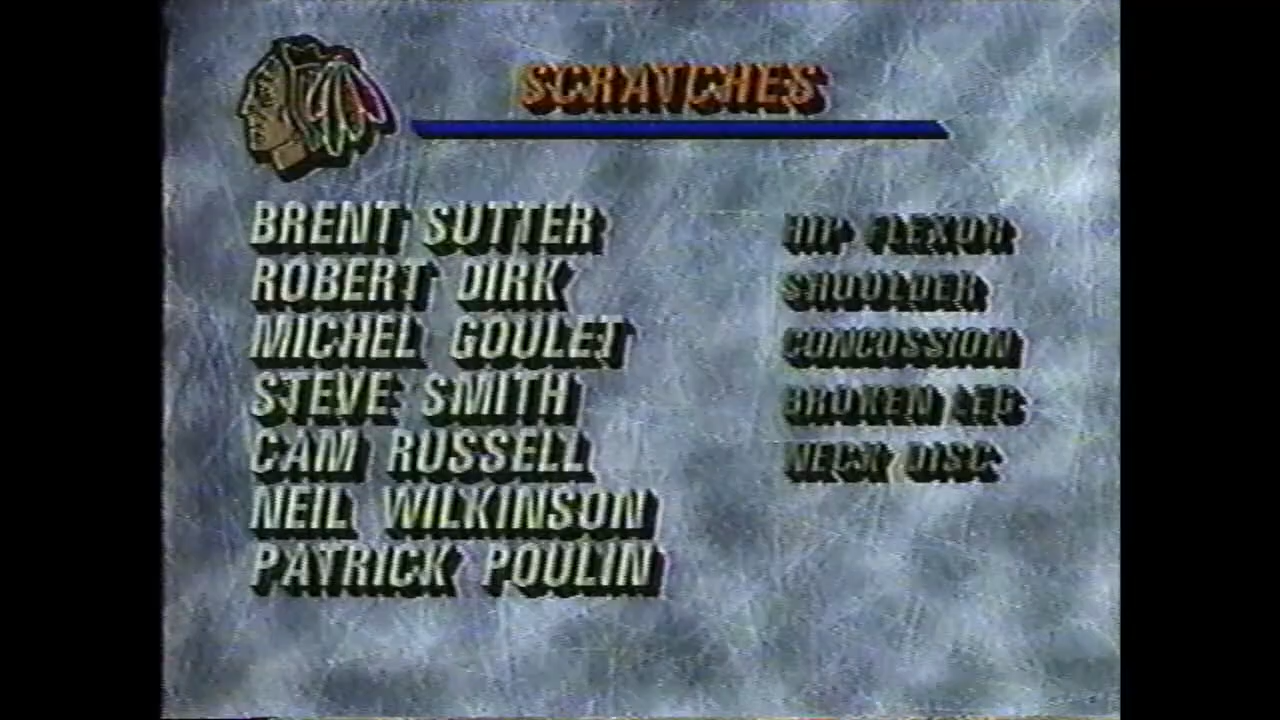 SCRATCHES
BRENT SUTTER HIP FLEXOR
ROBERT DIRK SHOULDER
MICHEL GOULET CONCUSSION
STEVE SMITH BROKEN LEG
CAM RUSSELL NECK DISC
NEIL WILKINSON
PATRICK POULIN